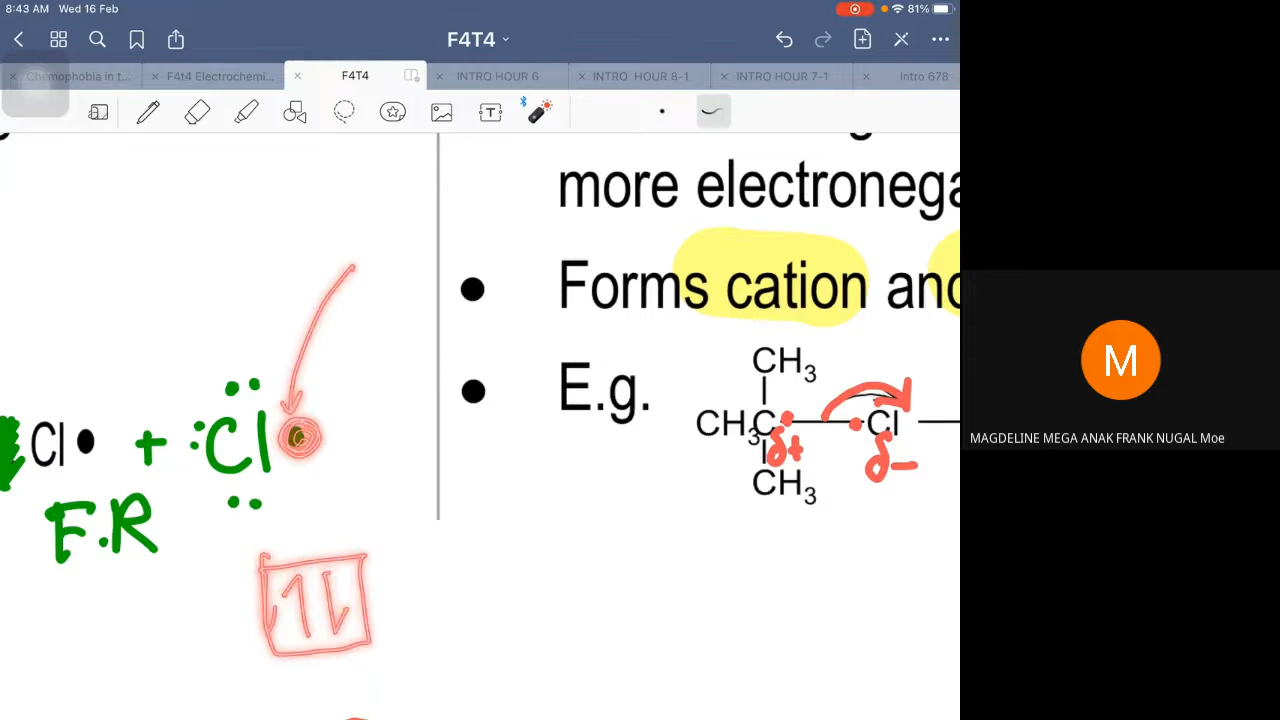 8:43 AM Wed 16 Feb
81%
F4T4
Chemophobia in t...
F4t4 Electrochemi...
F4T4
INTRO HOUR 6
INTRO HOUR 8-1
INTRO HOUR 7-1
Intro 678
T
more electronega
• Forms cation and
• E.g.
CH3
CH3C
Cl
δ+
δ-
CH3
Cl• + :Cl
F.R
1L
M
MAGDELINE MEGA ANAK FRANK NUGAL Moe